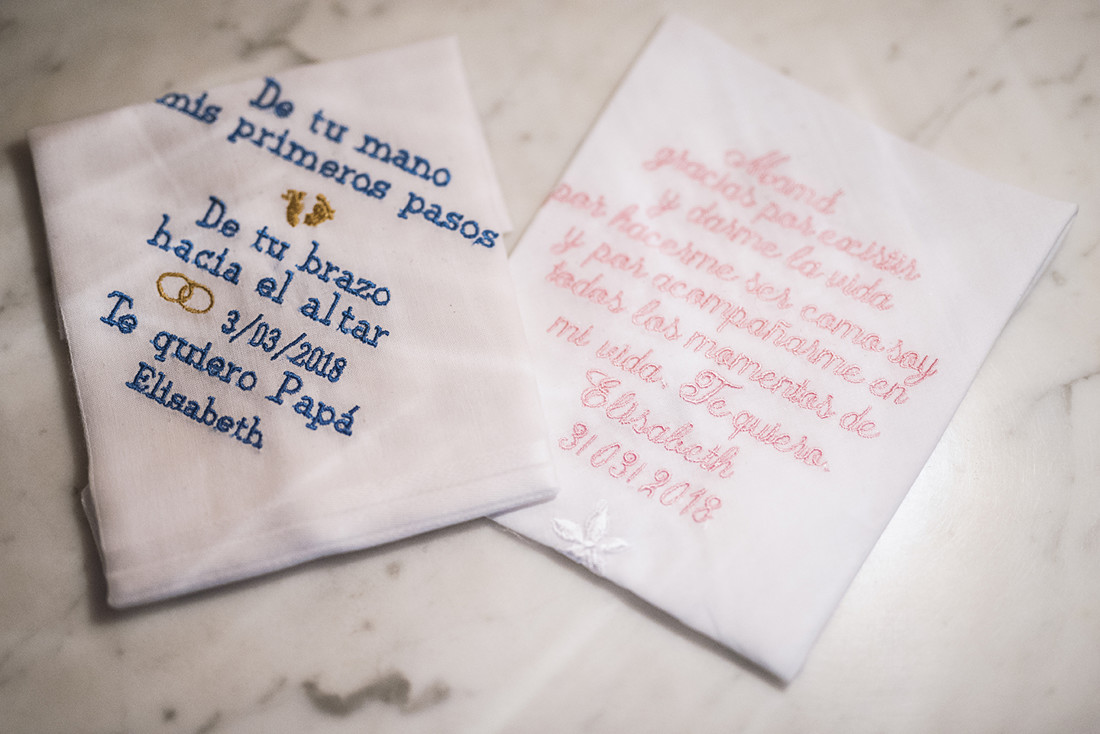 De tu mano
mis primeros pasos
De tu brazo
hacia el altar
3/03/2018
Te quiero Papá
Elisabeth
Mamá
gracias por existir
y darme la vida
por hacerme ser como soy
y por acompañarme en
todos los momentos de
mi vida. Te quiero.
Elisabeth
3/03/2018